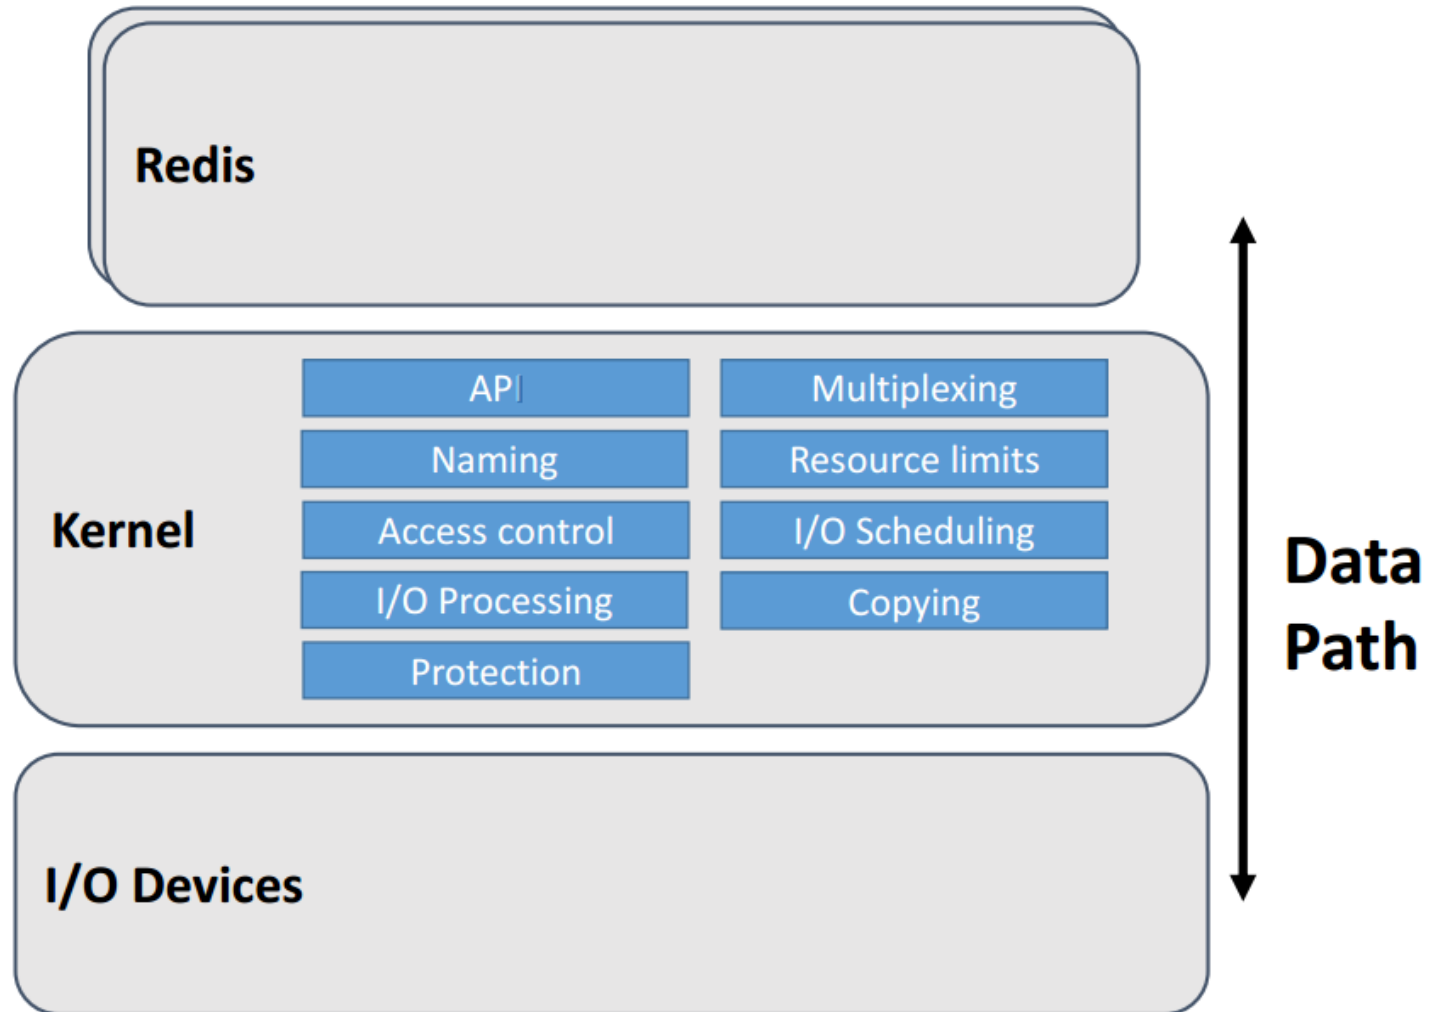 Redis
Kernel
API
Multiplexing
Naming
Resource limits
Access control
I/O Scheduling
I/O Processing
Copying
Protection
Data
Path
I/O Devices